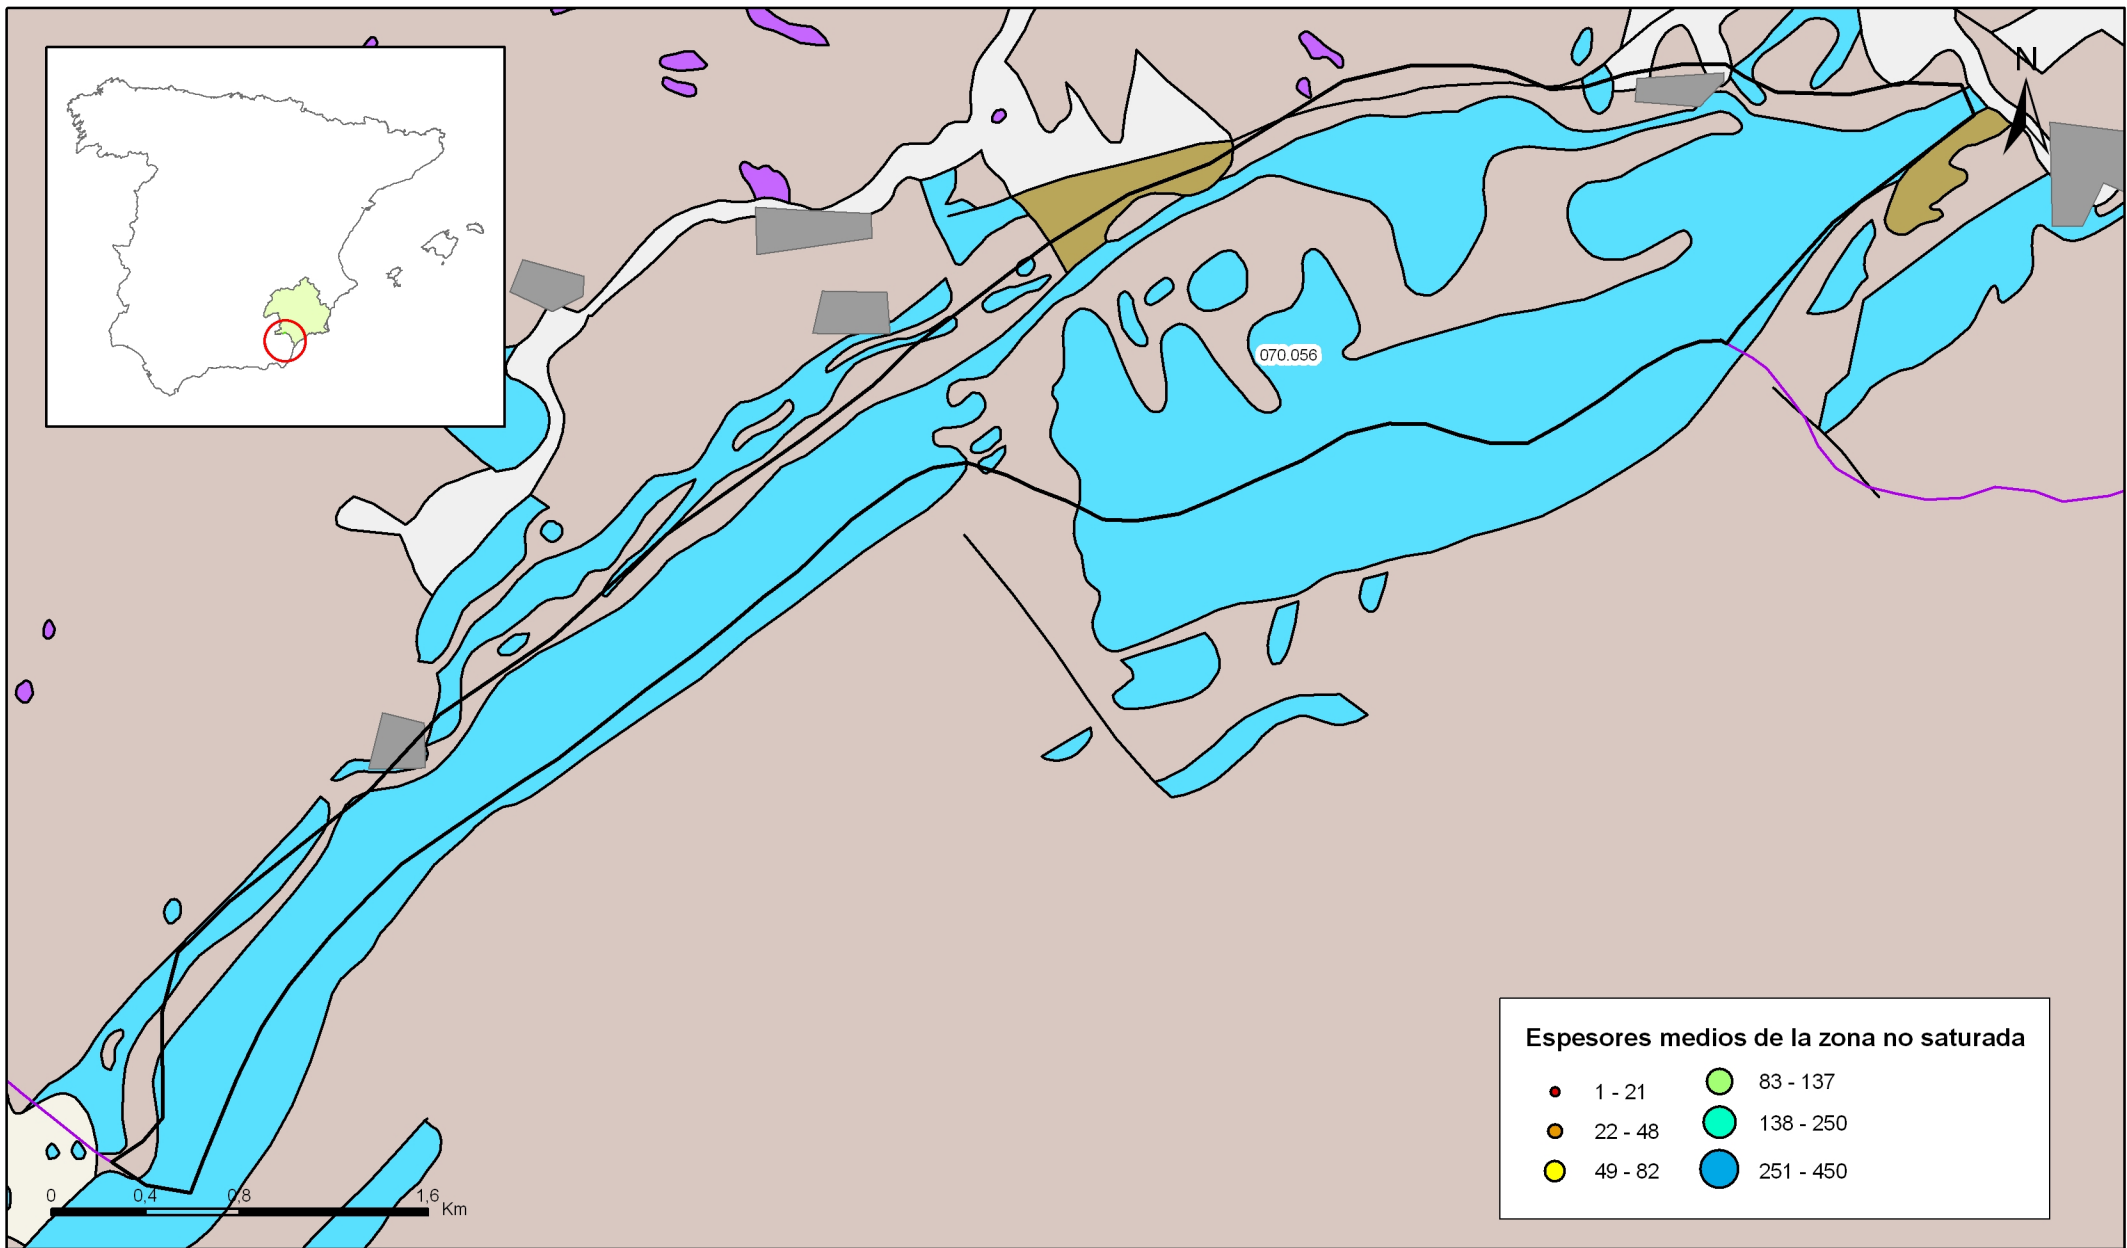 N
070.056
Espesores medios de la zona no saturada
1 - 21
22 - 48
49 - 82
83 - 137
138 - 250
251 - 450
0 0,4 0,8 1,6 Km